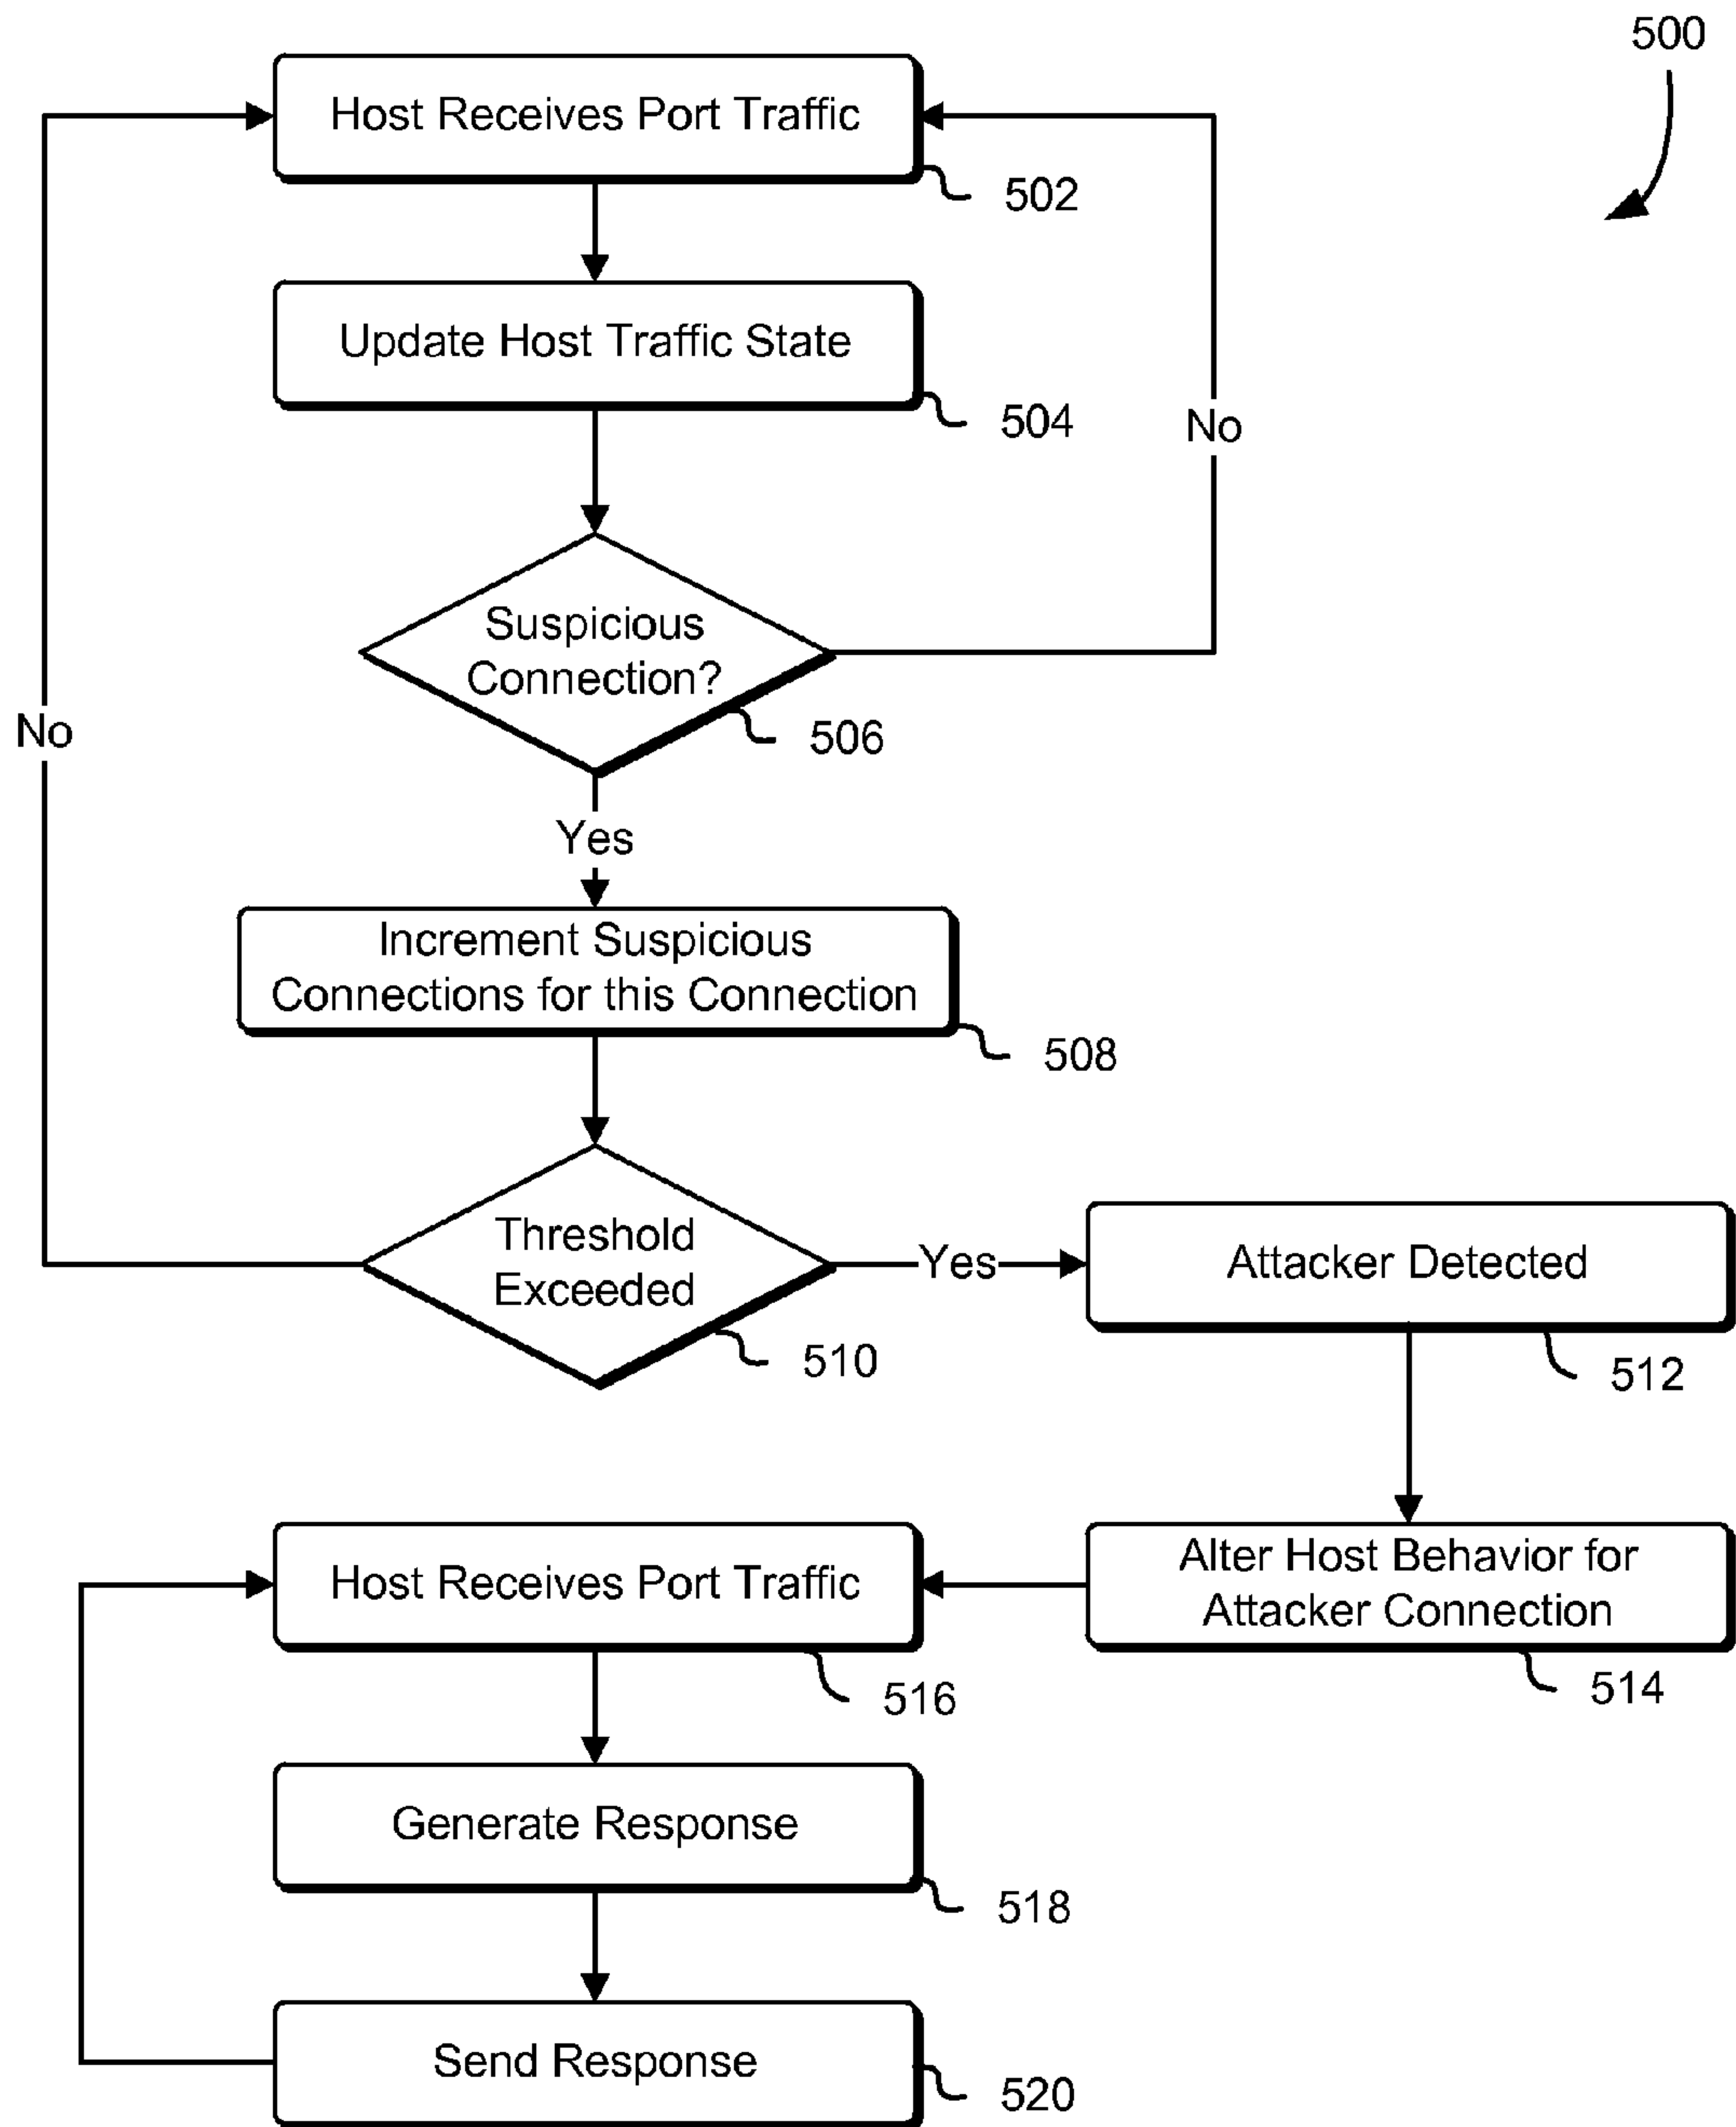 500
Host Receives Port Traffic
502
Update Host Traffic State
504
No
Suspicious
Connection?
506
No
Yes
Increment Suspicious
Connections for this Connection
508
Threshold
Exceeded
510
Yes
Attacker Detected
512
Alter Host Behavior for
Attacker Connection
514
Host Receives Port Traffic
516
Generate Response
518
Send Response
520